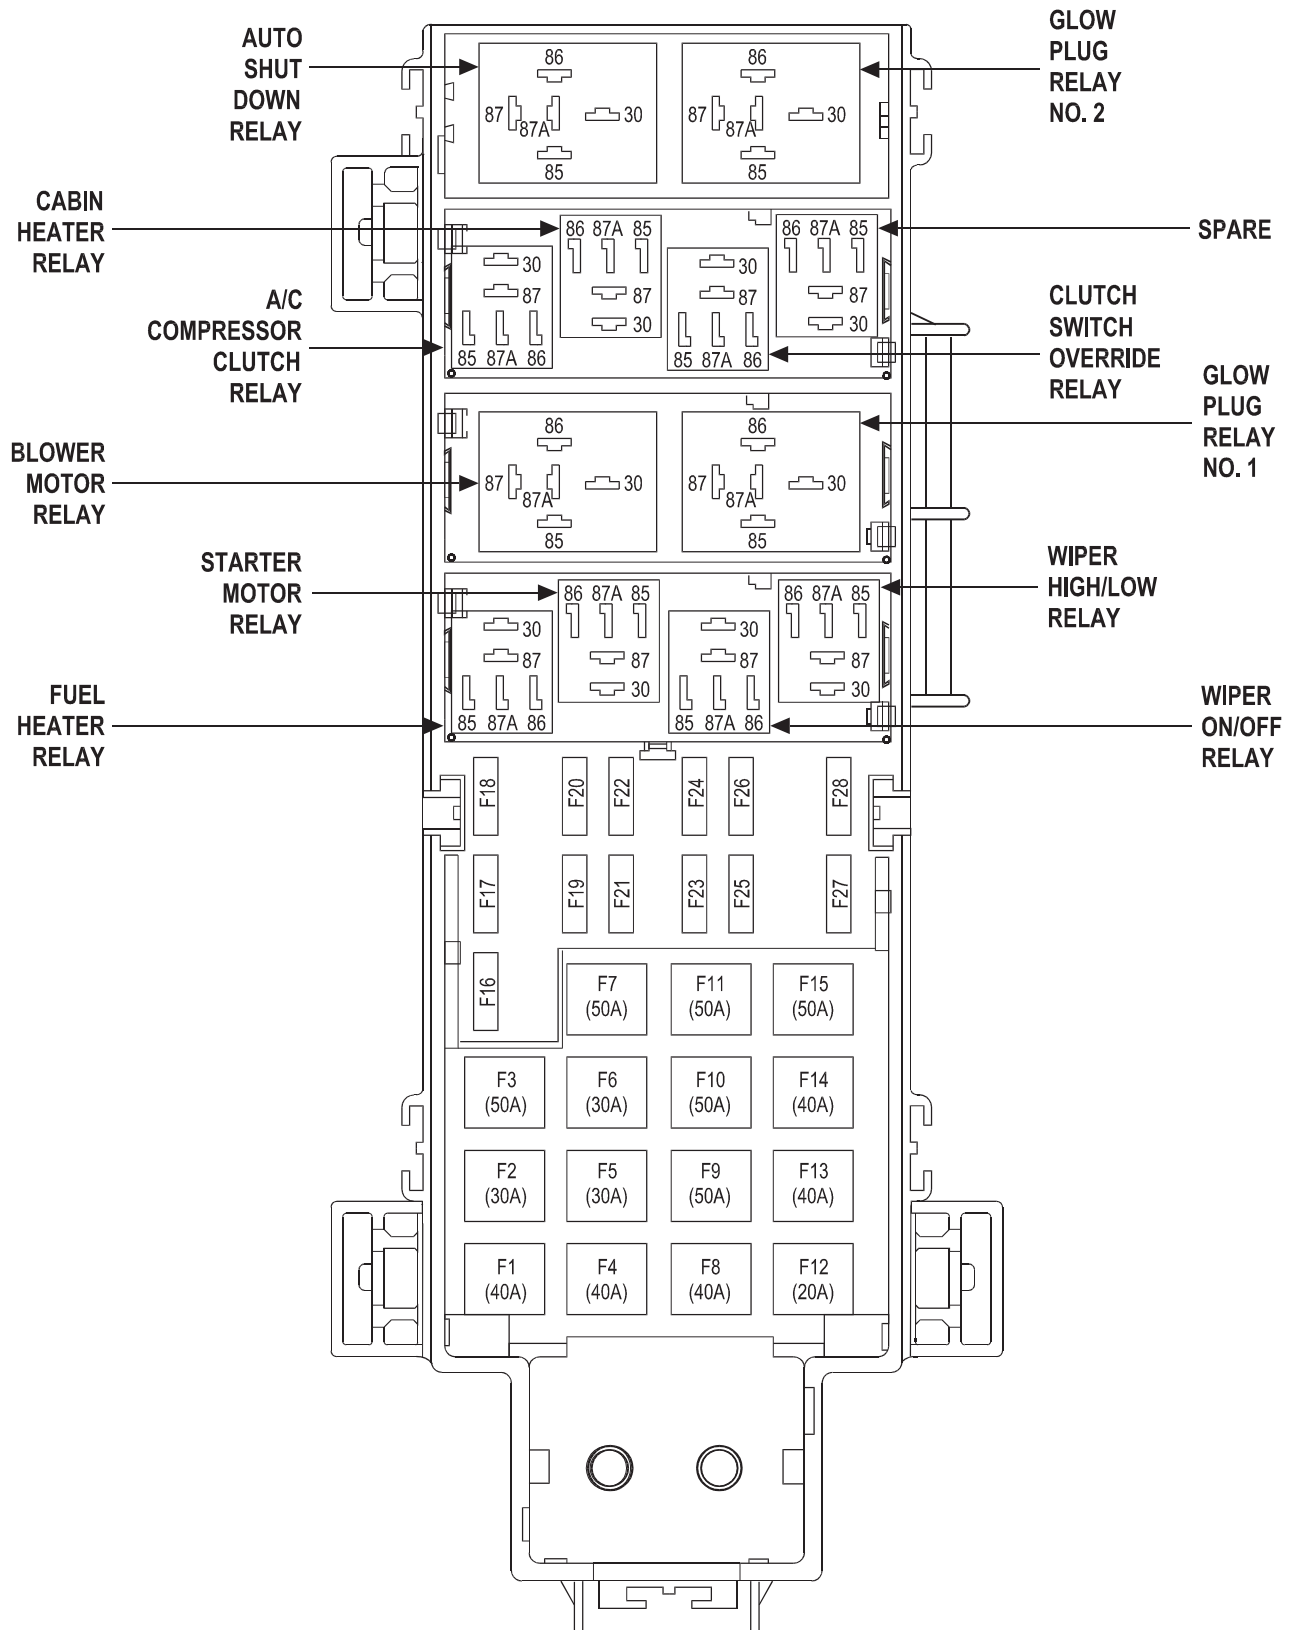 AUTO
SHUT
DOWN
RELAY
GLOW
PLUG
RELAY
NO. 2
86
87
87A
30
85
86
87
87A
30
85
CABIN
HEATER
RELAY
86 87A 85
87
30
86 87A 85
87
30
SPARE
A/C
COMPRESSOR
CLUTCH
RELAY
30
87
85 87A 86
30
87
85 87A 86
CLUTCH
SWITCH
OVERRIDE
RELAY
GLOW
PLUG
RELAY
NO. 1
BLOWER
MOTOR
RELAY
86
87
87A
30
85
86
87
87A
30
85
STARTER
MOTOR
RELAY
86 87A 85
87
30
86 87A 85
87
30
WIPER
HIGH/LOW
RELAY
FUEL
HEATER
RELAY
30
87
85 87A 86
30
87
85 87A 86
WIPER
ON/OFF
RELAY
F18
F20
F22
F24
F26
F28
F17
F19
F21
F23
F25
F27
F16
F7
(50A)
F11
(50A)
F15
(50A)
F3
(50A)
F6
(30A)
F10
(50A)
F14
(40A)
F2
(30A)
F5
(30A)
F9
(50A)
F13
(40A)
F1
(40A)
F4
(40A)
F8
(40A)
F12
(20A)